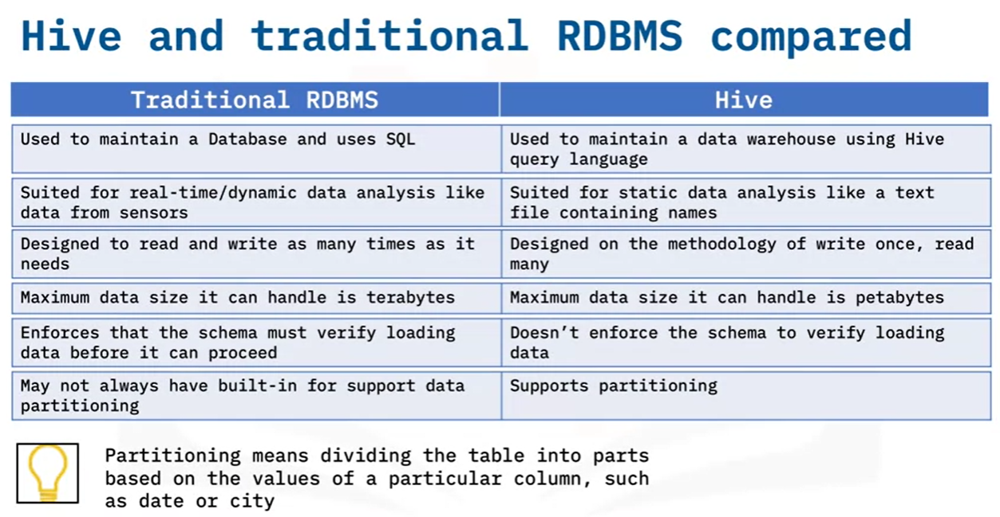 Hive and traditional RDBMS compared
Traditional RDBMS
Hive
Used to maintain a Database and uses SQL
Used to maintain a data warehouse using Hive
query language
Suited for real-time/dynamic data analysis like
data from sensors
Suited for static data analysis like a text
file containing names
Designed to read and write as many times as it
needs
Designed on the methodology of write once, read
many
Maximum data size it can handle is terabytes
Maximum data size it can handle is petabytes
Enforces that the schema must verify loading
data before it can proceed
Doesn’t enforce the schema to verify loading
data
May not always have built-in for support data
partitioning
Supports partitioning
Partitioning means dividing the table into parts
based on the values of a particular column, such
as date or city